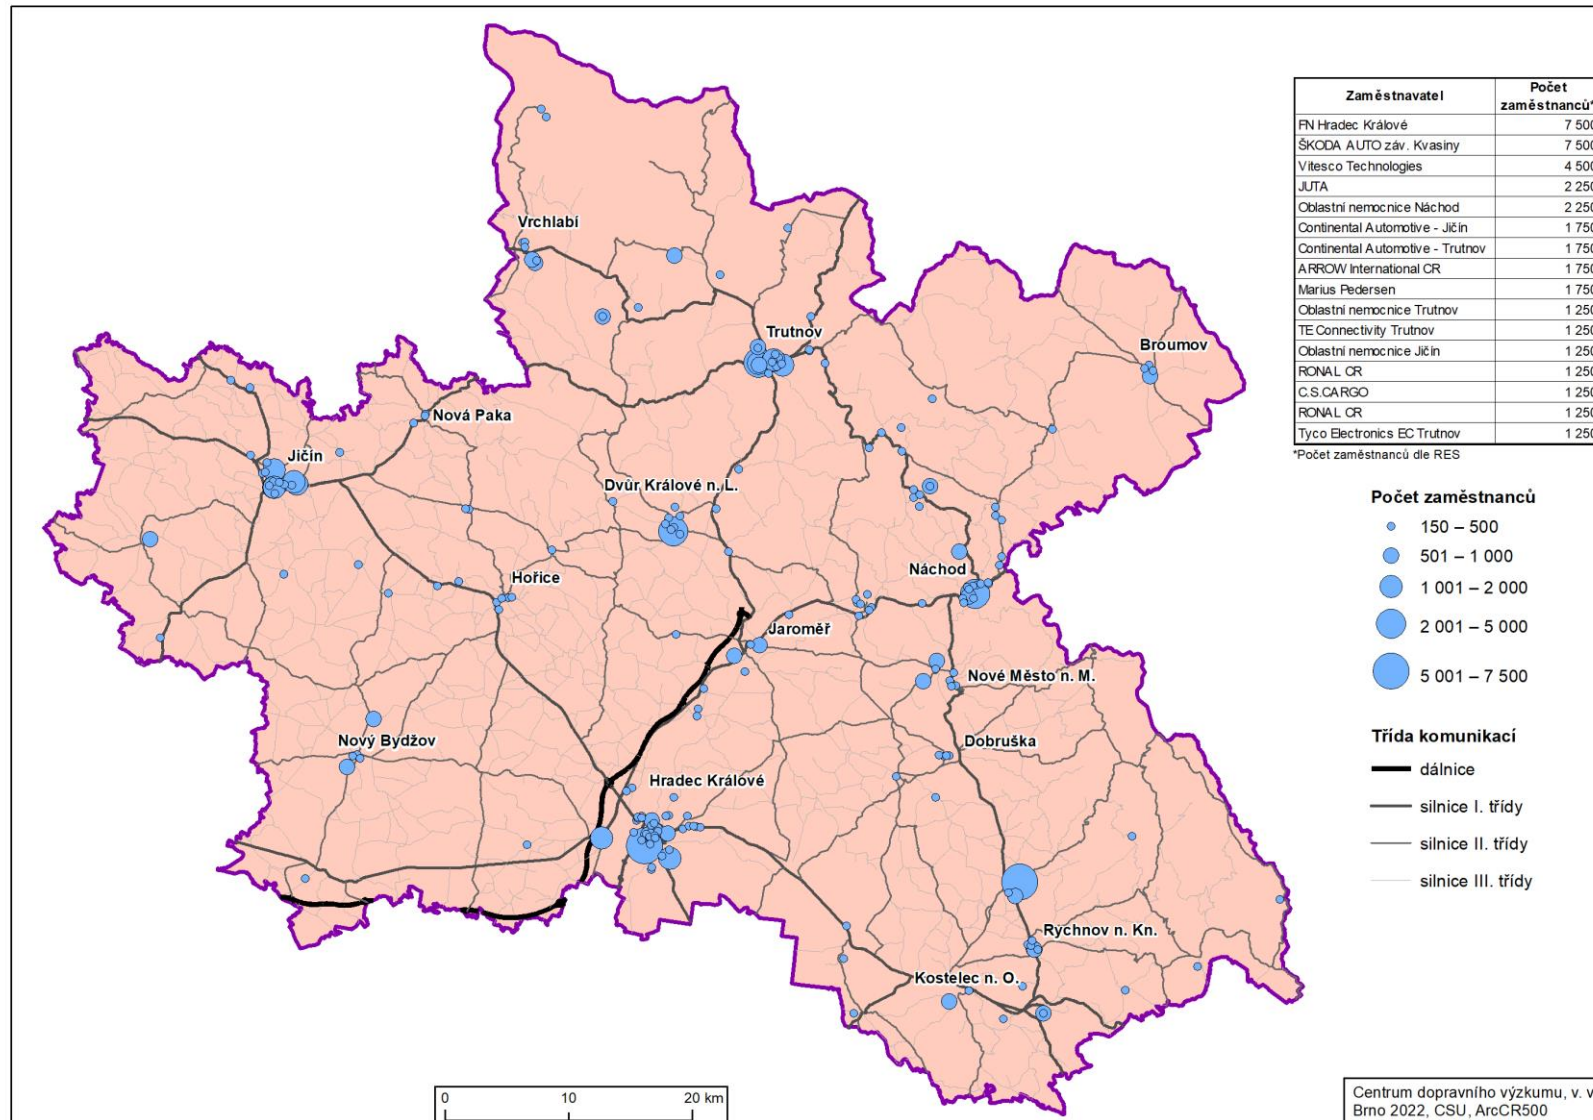 Zaměstnavatel Počet zaměstnanců*
FN Hradec Králové 7 500
ŠKODA AUTO záv. Kvasiny 7 500
Vitesco Technologies 4 500
JUTA 2 250
Oblastní nemocnice Náchod 2 250
Continental Automotive - Jičín 1 750
Continental Automotive - Trutnov 1 750
ARROW International CR 1 750
Marius Pedersen 1 750
Oblastní nemocnice Trutnov 1 250
TE Connectivity Trutnov 1 250
Oblastní nemocnice Jičín 1 250
RONAL CR 1 250
C.S.CARGO 1 250
RONAL CR 1 250
Tyco Electronics EC Trutnov 1 250
*Počet zaměstnanců dle RES
Vrchlabí
Trutnov
Broumov
Nová Paka
Jičín
Dvůr Králové n. L.
Náchod
Hořice
Jaroměř
Nové Město n. M.
Nový Bydžov
Dobruška
Hradec Králové
Rychnov n. Kn.
Kostelec n. O.
Počet zaměstnanců
150 – 500
501 – 1 000
1 001 – 2 000
2 001 – 5 000
5 001 – 7 500
Třída komunikací
dálnice
silnice I. třídy
silnice II. třídy
silnice III. třídy
0 10 20 km
Centrum dopravního výzkumu, v. v
Brno 2022, CSU, ArcCR500